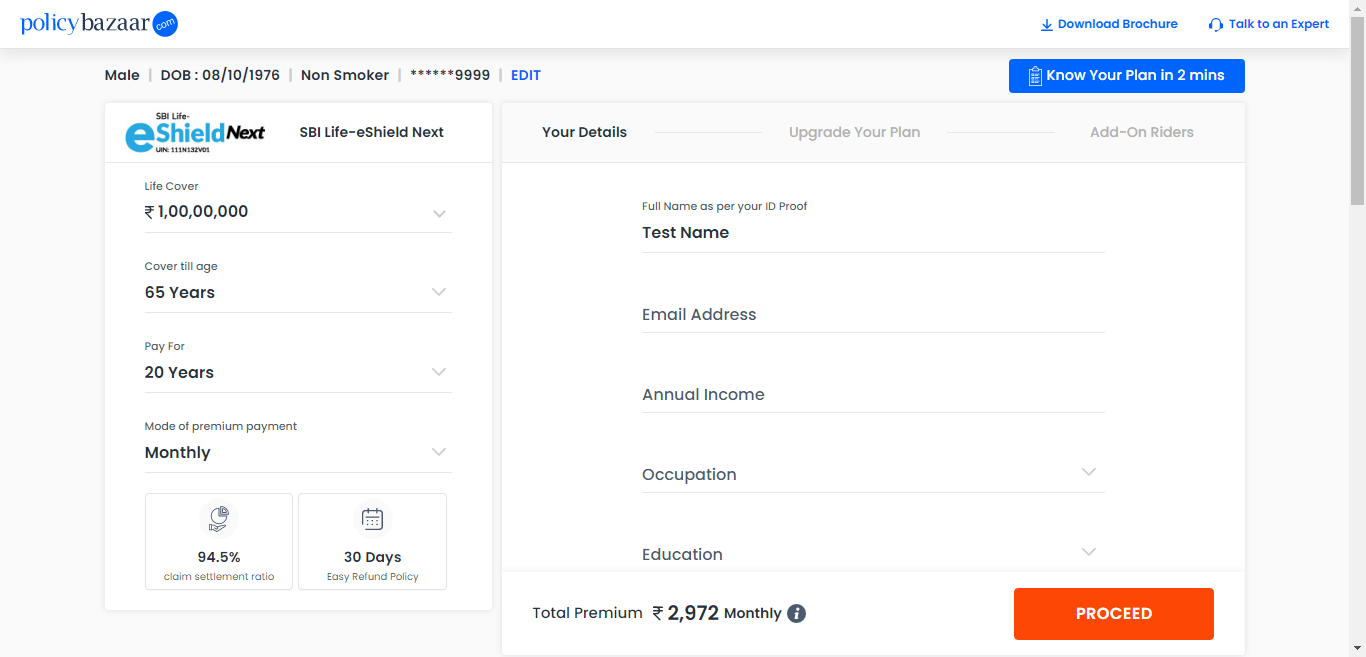 policybazaar.com
Download Brochure
Talk to an Expert
Male | DOB : 08/10/1976 | Non Smoker | ******9999 | EDIT
Know Your Plan in 2 mins
SBI Life-
eShield Next
UIN: 111N132V01
SBI Life-eShield Next
Life Cover
₹ 1,00,00,000
Cover till age
65 Years
Pay For
20 Years
Mode of premium payment
Monthly
94.5%
claim settlement ratio
30 Days
Easy Refund Policy
Your Details
Upgrade Your Plan
Add-On Riders
Full Name as per your ID Proof
Test Name
Email Address
Annual Income
Occupation
Education
Total Premium ₹ 2,972 Monthly i
PROCEED